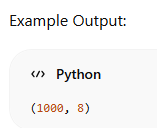 Example Output:
</> Python
(1000, 8)